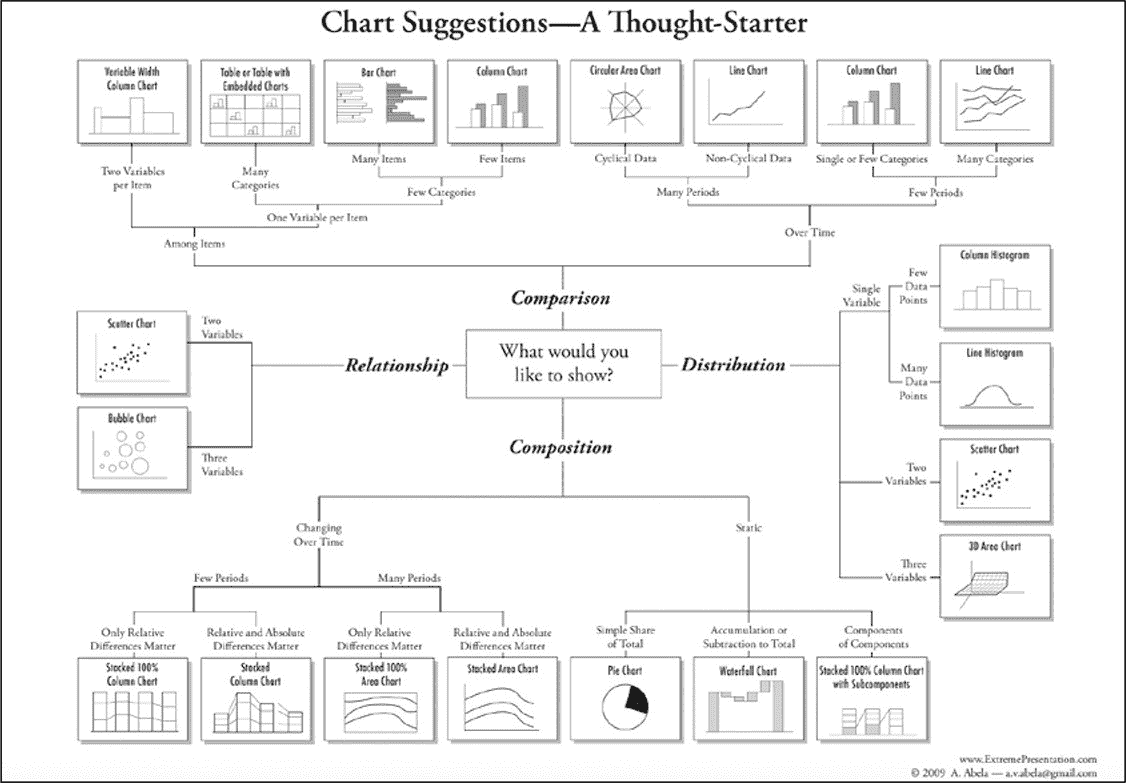 Chart Suggestions—A Thought-Starter
Variable Width
Column Chart
Table or Table with
Embedded Charts
Bar Chart
Column Chart
Circular Area Chart
Line Chart
Column Chart
Line Chart
Two Variables
per Item
Many
Categories
Many Items
Few Items
Cyclical Data
Non-Cyclical Data
Single or Few Categories
Many Categories
Few Categories
Many Periods
Few Periods
One Variable per Item
Among Items
Over Time
Comparison
What would you
like to show?
Relationship
Scatter Chart
Two
Variables
Bubble Chart
Three
Variables
Distribution
Single
Variable
Few
Data
Points
Column Histogram
Many
Data
Points
Line Histogram
Two
Variables
Scatter Chart
Three
Variables
3D Area Chart
Composition
Changing
Over Time
Static
Few Periods
Many Periods
Only Relative
Differences Matter
Relative and Absolute
Differences Matter
Only Relative
Differences Matter
Relative and Absolute
Differences Matter
Simple Share
of Total
Accumulation or
Subtraction to Total
Components
of Components
Stacked 100%
Column Chart
Stacked
Column Chart
Stacked 100%
Area Chart
Stacked Area Chart
Pie Chart
Waterfall Chart
Stacked 100% Column Chart
with Subcomponents
www.ExtremePresentation.com
© 2009 A. Abela — a.v.abela@gmail.com